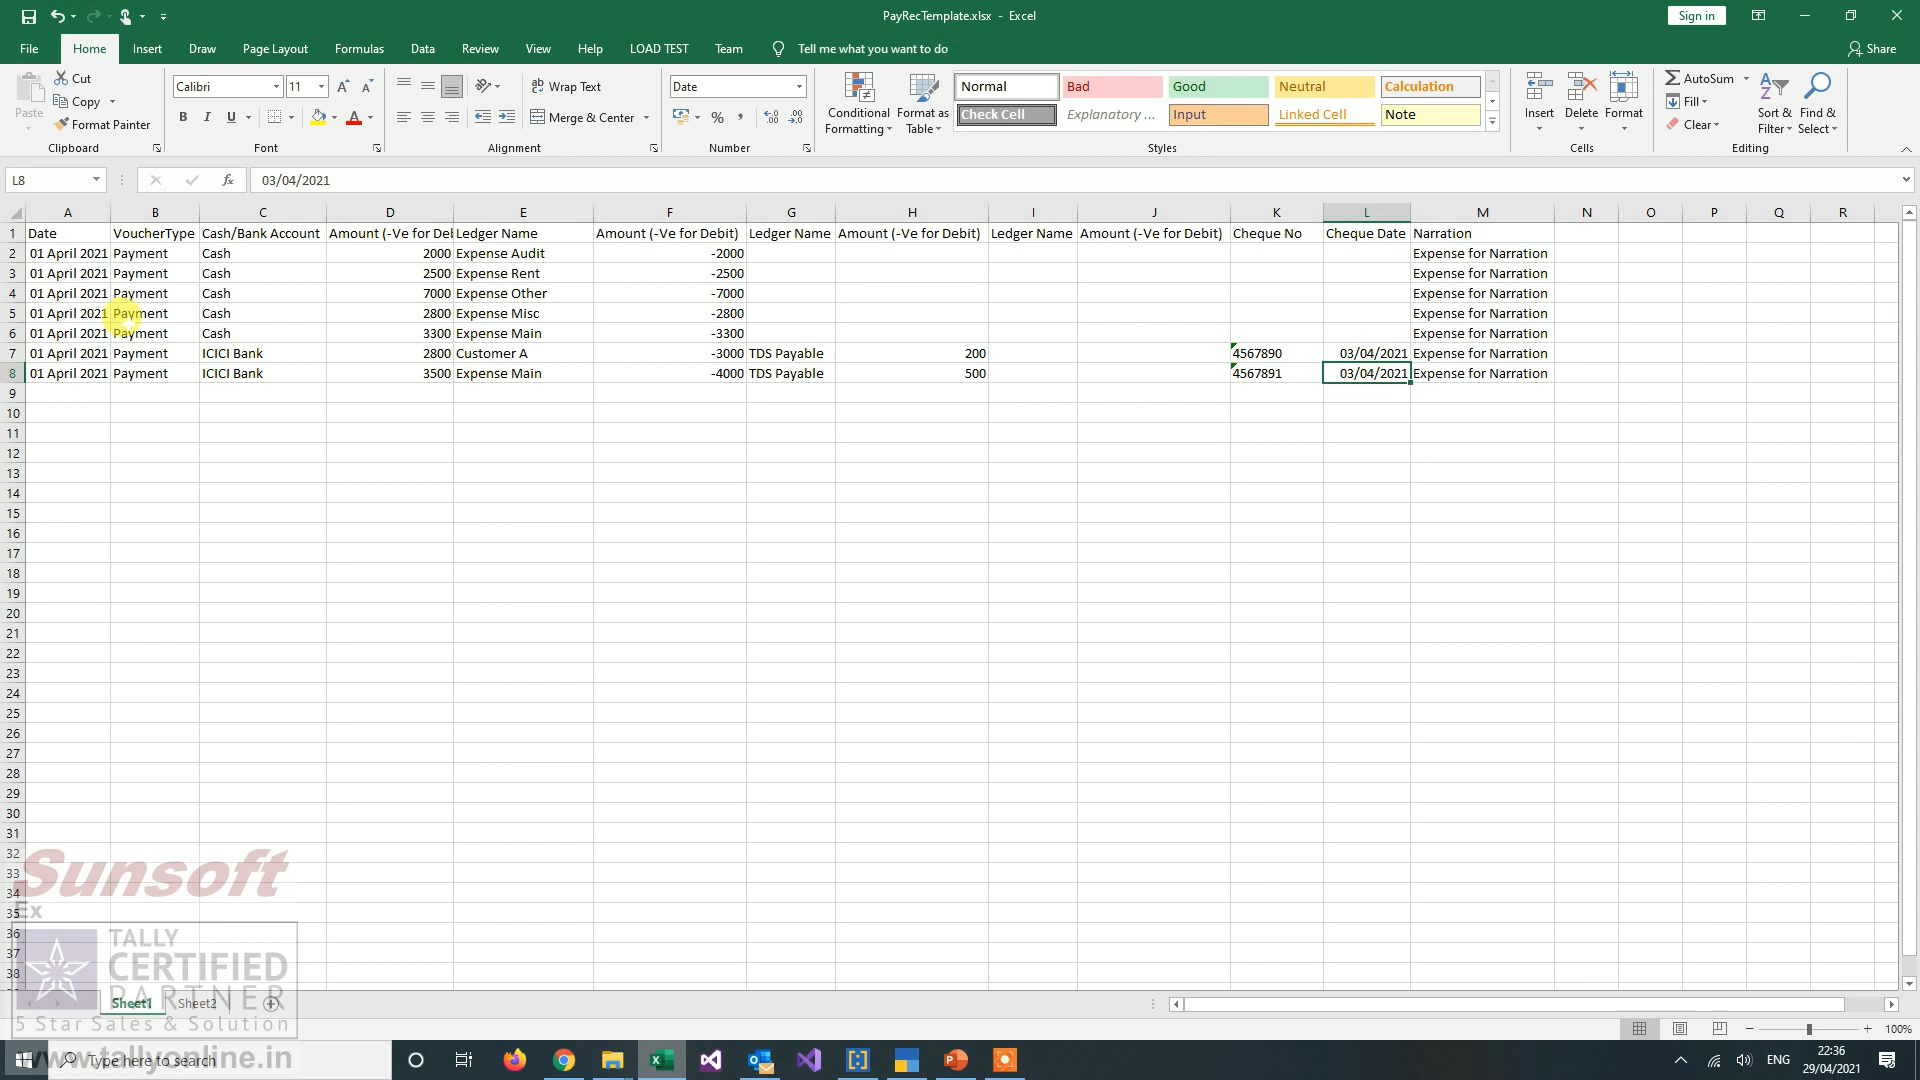 PayRecTemplate.xlsx - Excel
Sign in
File Home Insert Draw Page Layout Formulas Data Review View Help LOAD TEST Team Tell me what you want to do Share
Paste
Cut
Copy
Format Painter
Clipboard
Calibri 11
B I U
Font
Wrap Text
Merge & Center
Alignment
Date
Number
Conditional Formatting
Format as Table
Normal Bad Good Neutral Calculation
Check Cell Explanatory ... Input Linked Cell Note
Styles
Insert Delete Format
Cells
AutoSum
Fill
Clear
Sort & Filter
Find & Select
Editing
L8 fx 03/04/2021
A B C D E F G H I J K L M N O P Q R
1 Date VoucherType Cash/Bank Account Amount (-Ve for Del Ledger Name Amount (-Ve for Debit) Ledger Name Amount (-Ve for Debit) Ledger Name Amount (-Ve for Debit) Cheque No Cheque Date Narration
2 01 April 2021 Payment Cash 2000 Expense Audit -2000 Expense for Narration
3 01 April 2021 Payment Cash 2500 Expense Rent -2500 Expense for Narration
4 01 April 2021 Payment Cash 7000 Expense Other -7000 Expense for Narration
5 01 April 2021 Payment Cash 2800 Expense Misc -2800 Expense for Narration
6 01 April 2021 Payment Cash 3300 Expense Main -3300 Expense for Narration
7 01 April 2021 Payment ICICI Bank 2800 Customer A -3000 TDS Payable 200 4567890 03/04/2021 Expense for Narration
8 01 April 2021 Payment ICICI Bank 3500 Expense Main -4000 TDS Payable 500 4567891 03/04/2021 Expense for Narration
9
10
11
12
13
14
15
16
17
18
19
20
21
22
23
24
25
26
27
28
29
30
31
32
33
34
35
36
37
38
Sunsoft
Ex
TALLY
CERTIFIED
PARTNER
5 Star Sales & Solution
www.tallyonline.in
Sheet1 Sheet2
100%
Type here to search
ENG
22:36
29/04/2021